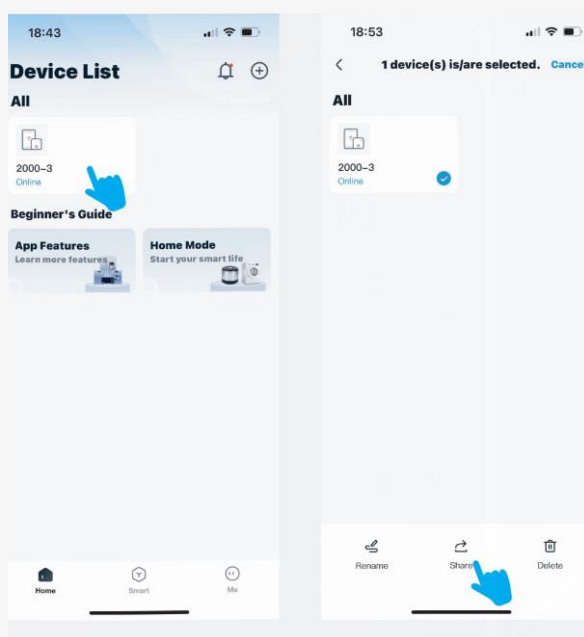 18:43
Device List
All
2000-3
Online
Beginner's Guide
App Features
Learn more features
Home Mode
Start your smart life
Home
Smart
Me
18:53
1 device(s) is/are selected. Cance
All
2000-3
Online
Rename
Share
Delete